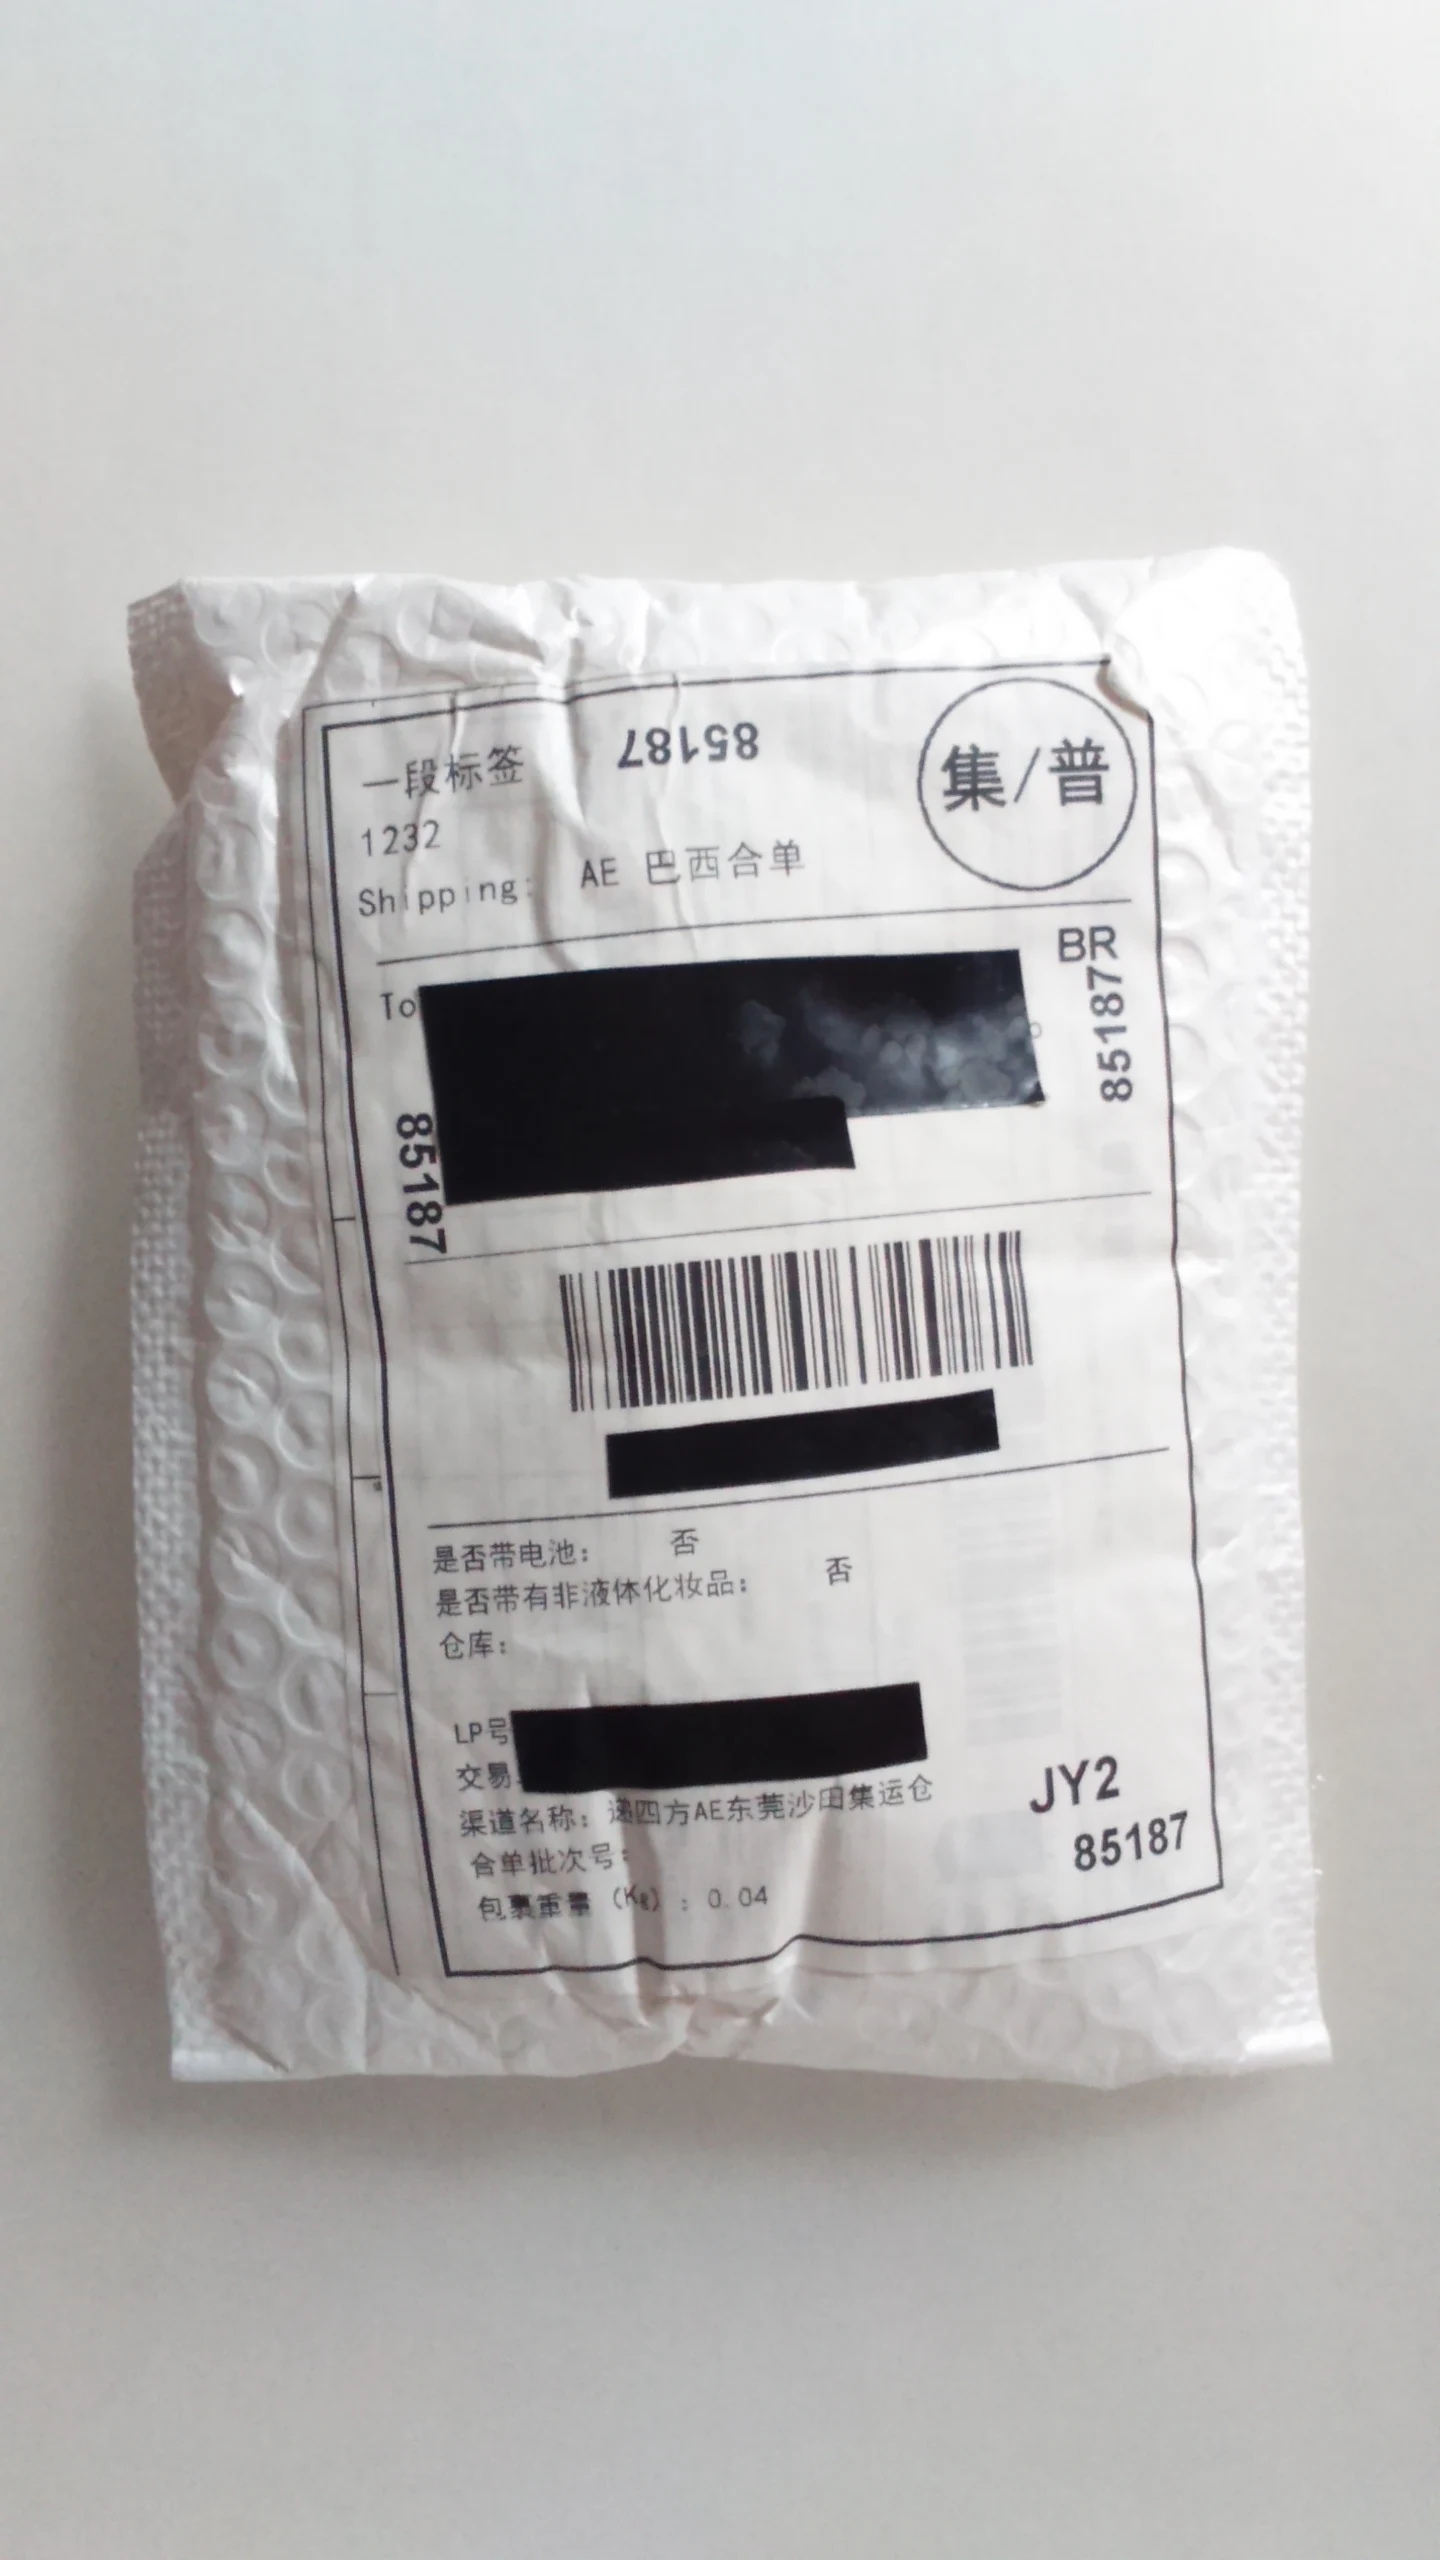 85187
集/普
一段标签
1232
Shipping: AE 巴西合单
BR
85187
To
85187
是否带电池: 否
是否带有非液体化妆品: 否
仓库:
LP号
交易
渠道名称: 递四方AE东莞沙田集运仓
合单批次号:
包裹重量 (Kg) : 0.04
JY2
85187